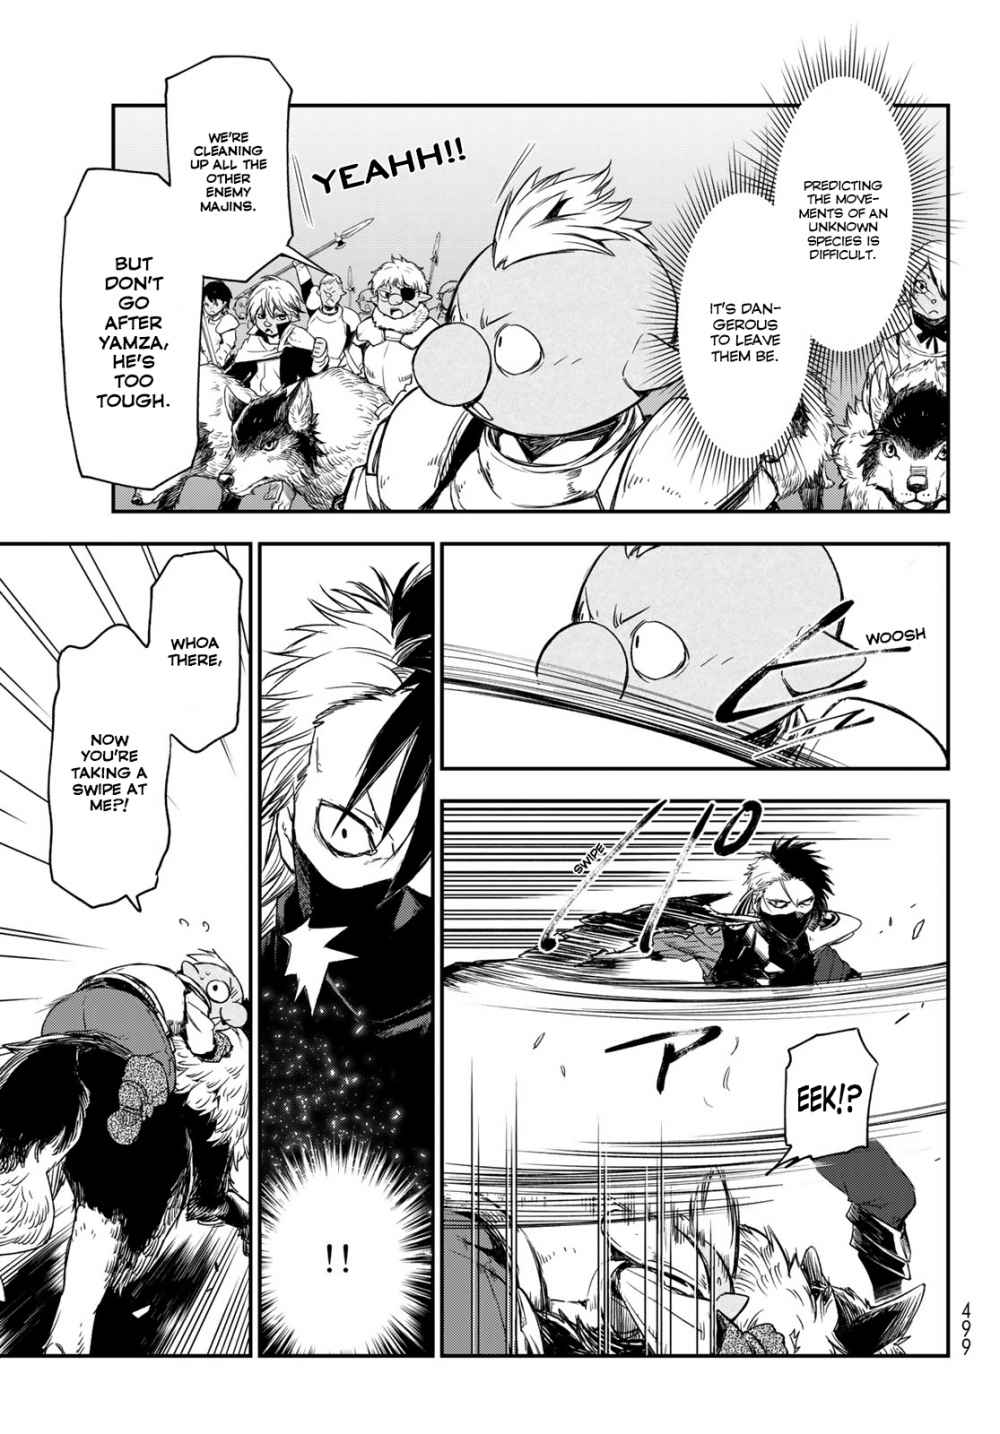 PREDICTING
THE MOVE-
MENTS OF AN
UNKNOWN
SPECIES IS
DIFFICULT.
IT'S DAN-
GEROUS
TO LEAVE
THEM BE.
YEAHH!!
WE'RE
CLEANING
UP ALL THE
OTHER
ENEMY
MAJINS.
BUT
DON'T
GO
AFTER
YAMZA,
HE'S
TOO
TOUGH.
WOOSH
SWIPE
EEK!?
!!
WHOA
THERE,
NOW
YOU'RE
TAKING A
SWIPE AT
ME?!
499